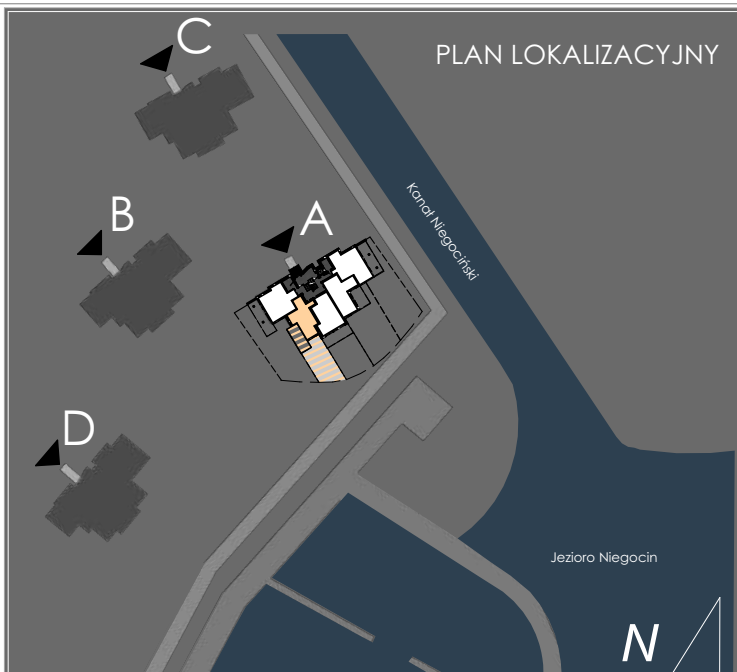 PLAN LOKALIZACYJNY
C
B
A
Kanał Niegociński
D
Jezioro Niegocin
N